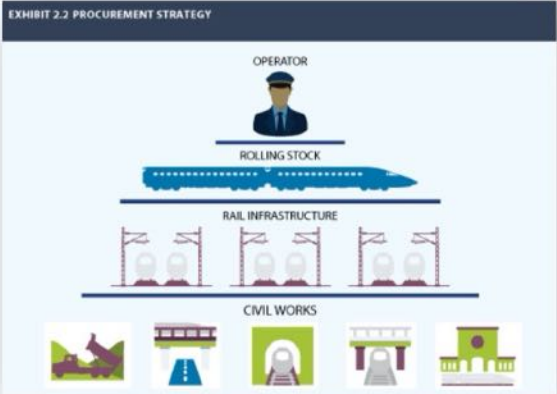 EXHIBIT 2.2 PROCUREMENT STRATEGY
OPERATOR
ROLLING STOCK
RAIL INFRASTRUCTURE
CIVIL WORKS